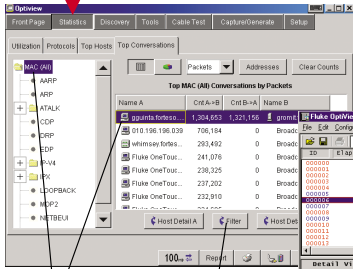 Optiview
Front Page Statistics Discovery Tools Cable Test Capture/Generate Setup
Utilization Protocols Top Hosts Top Conversations
Packets Addresses Clear Counts
Top MAC (All) Conversations by Packets
MAC (All)
AARP
ARP
ATALK
CDP
DRP
EDP
IP-V4
IPX
LOOPBACK
MOP2
NETBEUI
Name A Cnt A->B Cnt B->A Name B
gguinta.forteso... 1,304,653 1,321,156 gromit.
010.196.196.039 706,184 0 Broadc
whimsey.fortes... 293,492 0 Broadc
Fluke OneTouc... 241,078 0 Broadc
Fluke OneTouc... 238,325 0 Broadc
Fluke OneTouc... 237,202 0 Broadc
Fluke OneTouc... 232,910 0 Broadc
Host Detail A Filter Host Det
100 Report
Fluke OptiVie
File Edit Config
ID Elap
000000
000001
000002
000003
000004
000005
000006
000007
000008
000009
000010
000011
000012
000013
Detail Vi